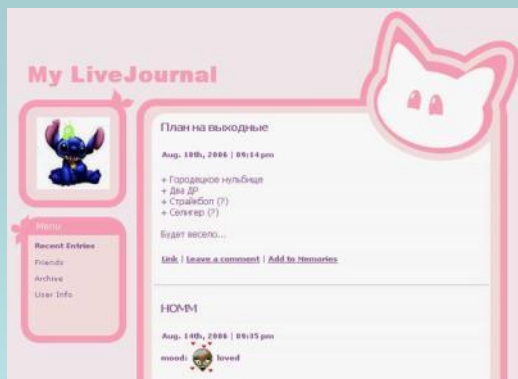 My LiveJournal
Menu
Recent Entries
Friends
Archive
User Info
План на выходные
Aug. 18th, 2006 | 09:14 pm
+ Городецкое нульбище
+ Два ДР
+ Страйкбол (?)
+ Селигер (?)
Будет весело...
Link | Leave a comment | Add to Memories
НОММ
Aug. 14th, 2006 | 09:35 pm
mood: loved